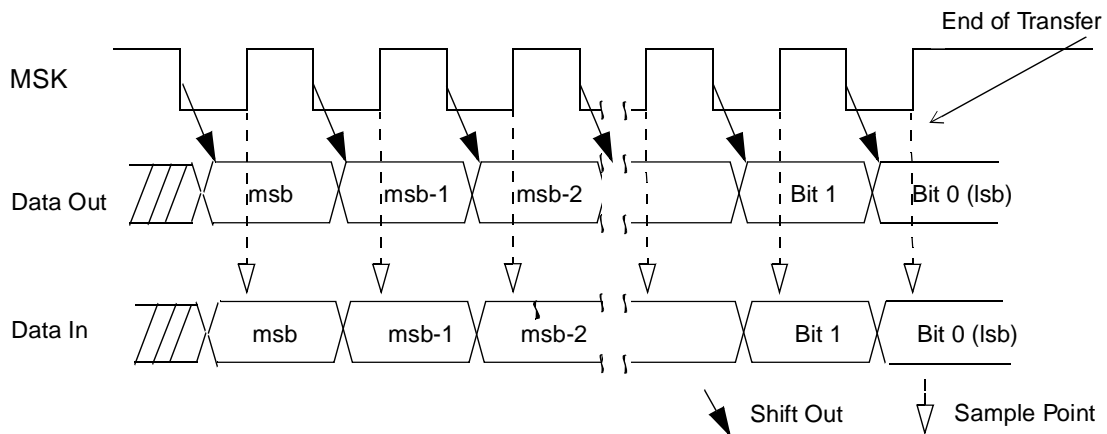 End of Transfer
MSK
Data Out
msb
msb-1
msb-2
Bit 1
Bit 0 (lsb)
Data In
msb
msb-1
msb-2
Bit 1
Bit 0 (lsb)
Shift Out
Sample Point